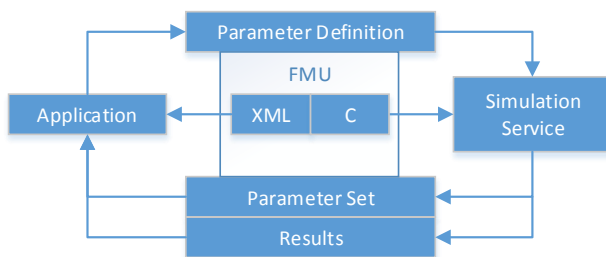 Parameter Definition
FMU
Application
XML
C
Simulation
Service
Parameter Set
Results